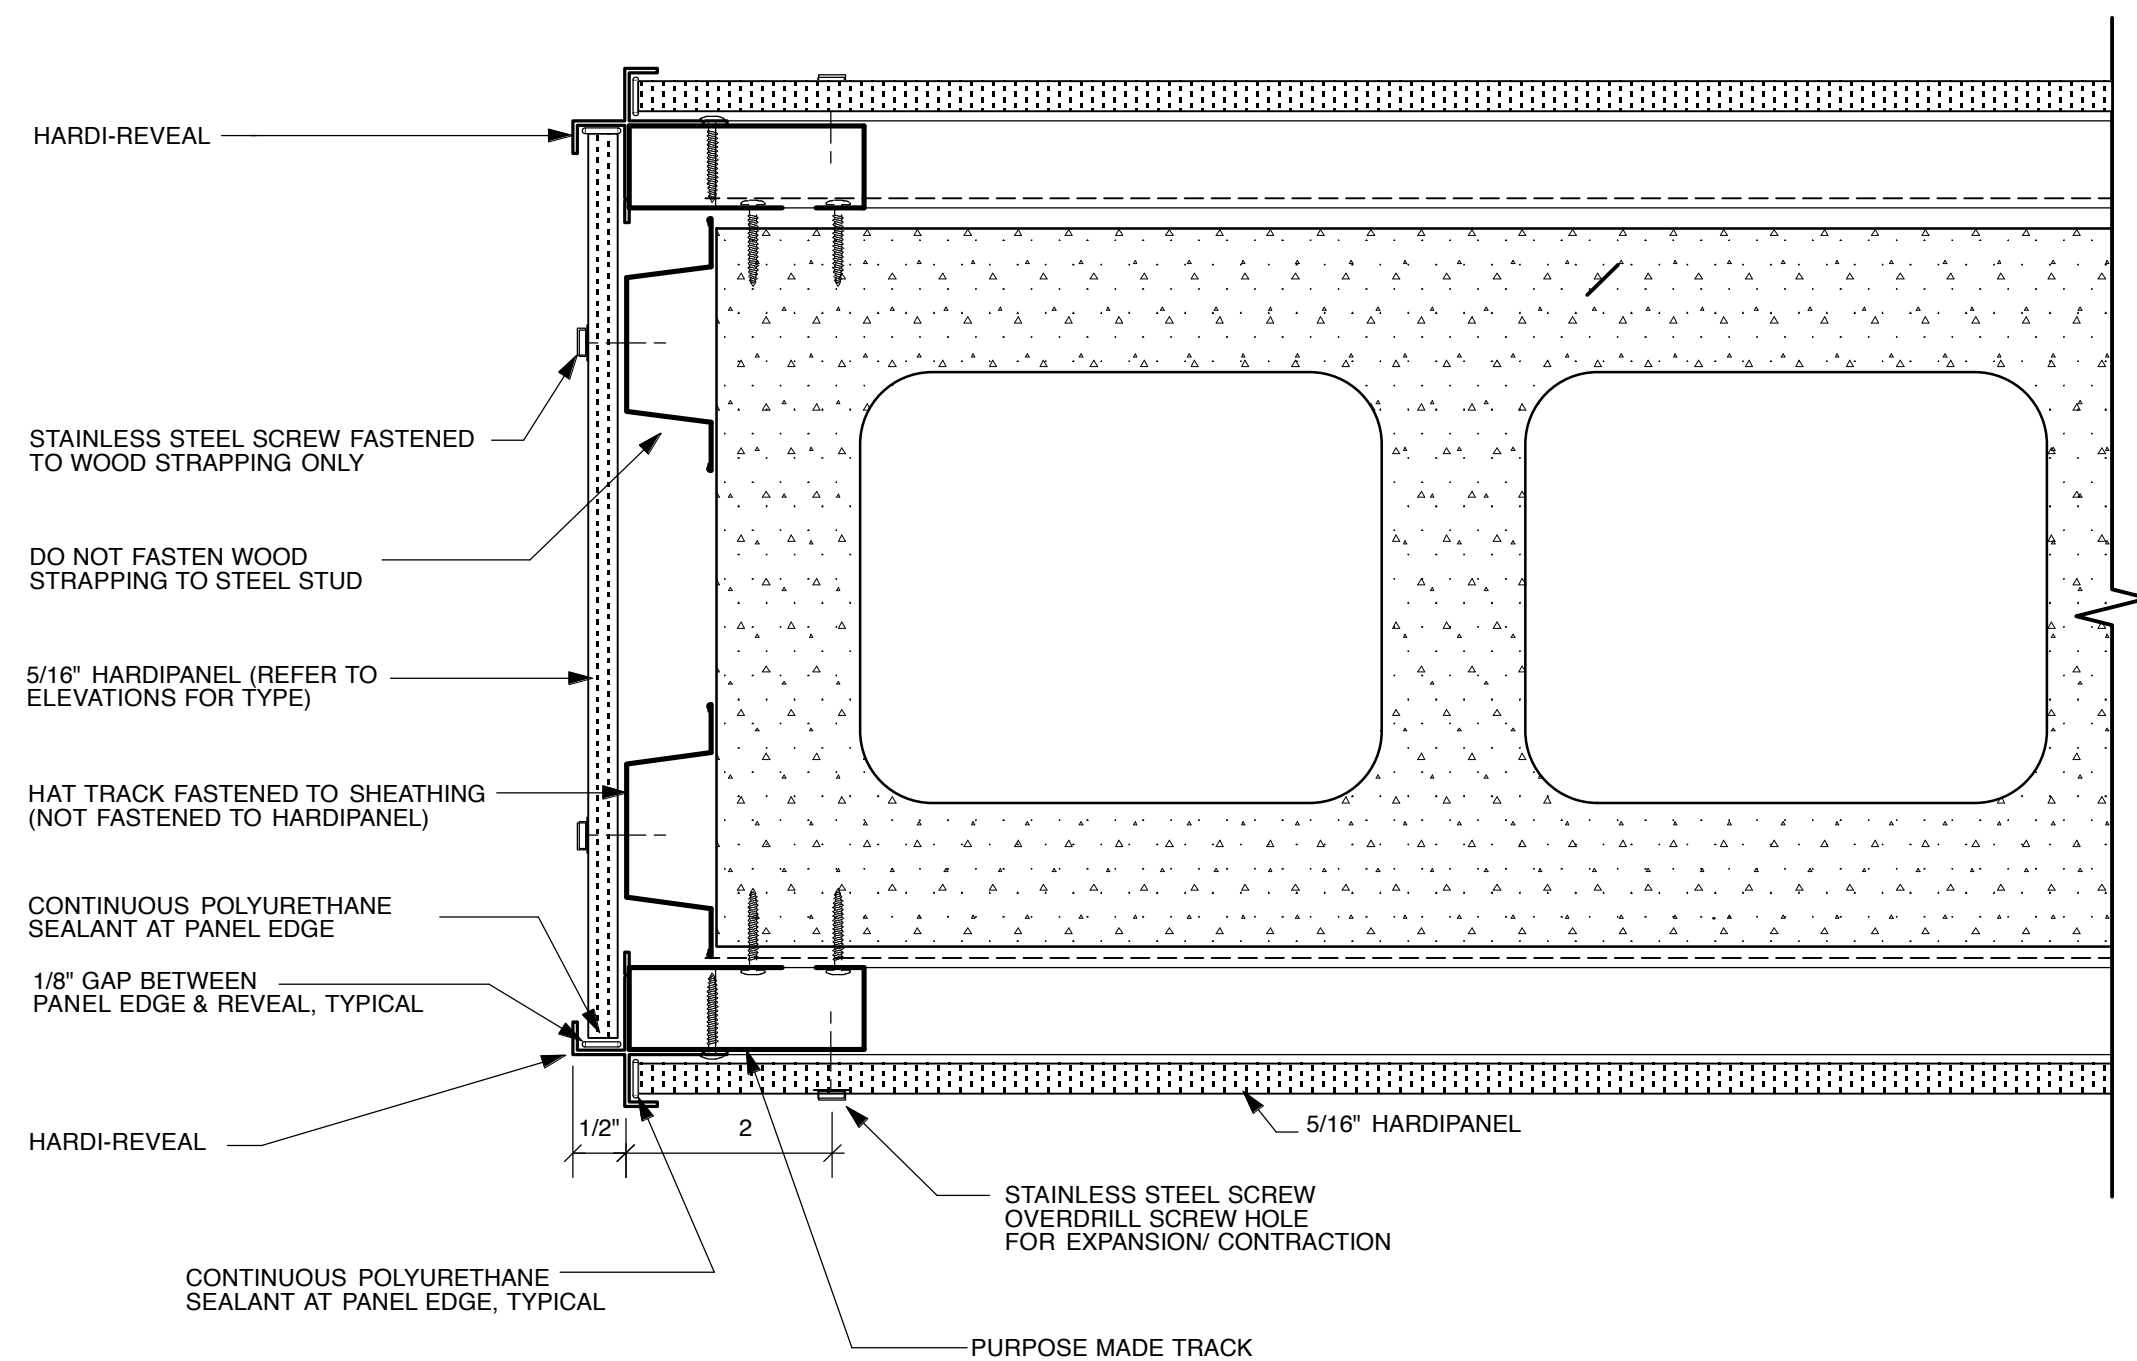 HARDI-REVEAL
STAINLESS STEEL SCREW FASTENED
TO WOOD STRAPPING ONLY
DO NOT FASTEN WOOD
STRAPPING TO STEEL STUD
5/16" HARDIPANEL (REFER TO
ELEVATIONS FOR TYPE)
HAT TRACK FASTENED TO SHEATHING
(NOT FASTENED TO HARDIPANEL)
CONTINUOUS POLYURETHANE
SEALANT AT PANEL EDGE
1/8" GAP BETWEEN
PANEL EDGE & REVEAL, TYPICAL
HARDI-REVEAL
1/2"
2
5/16" HARDIPANEL
STAINLESS STEEL SCREW
OVERDRILL SCREW HOLE
FOR EXPANSION/ CONTRACTION
CONTINUOUS POLYURETHANE
SEALANT AT PANEL EDGE, TYPICAL
PURPOSE MADE TRACK